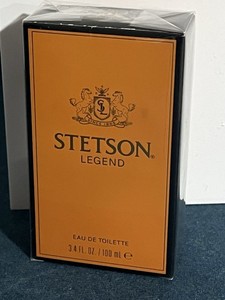 STETSON®
LEGEND
EAU DE TOILETTE
3.4 FL. OZ. / 100 mL ℮